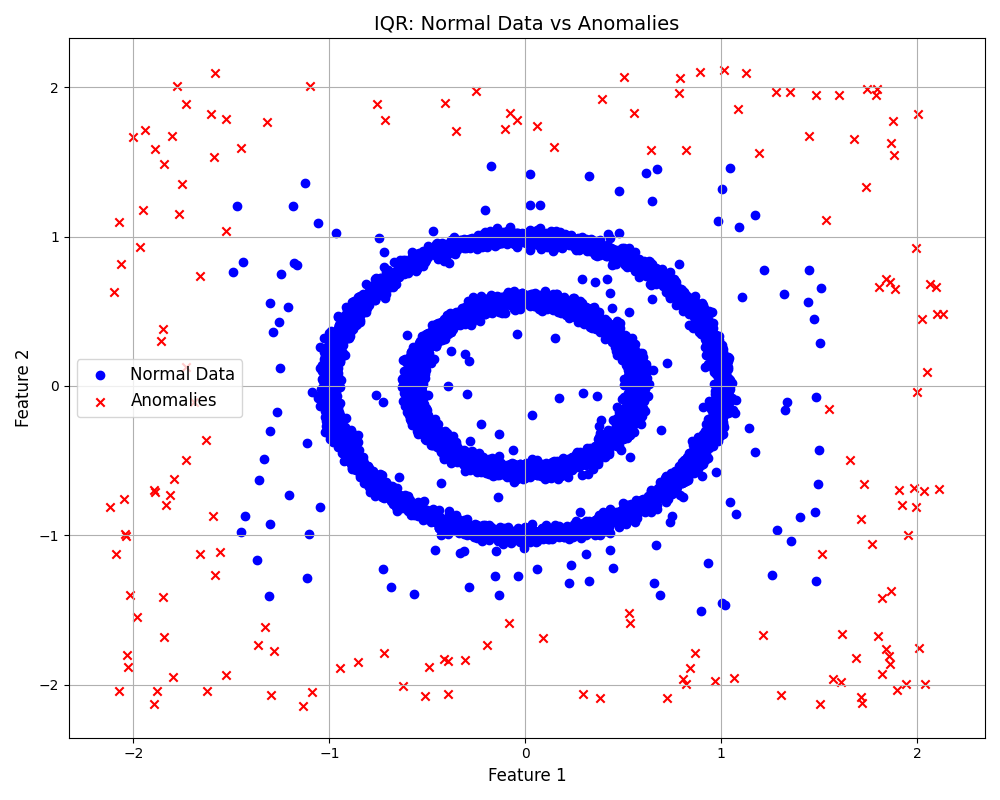 IQR: Normal Data vs Anomalies
2
1
0
−1
−2
Feature 2
Normal Data
Anomalies
−2
−1
0
1
2
Feature 1